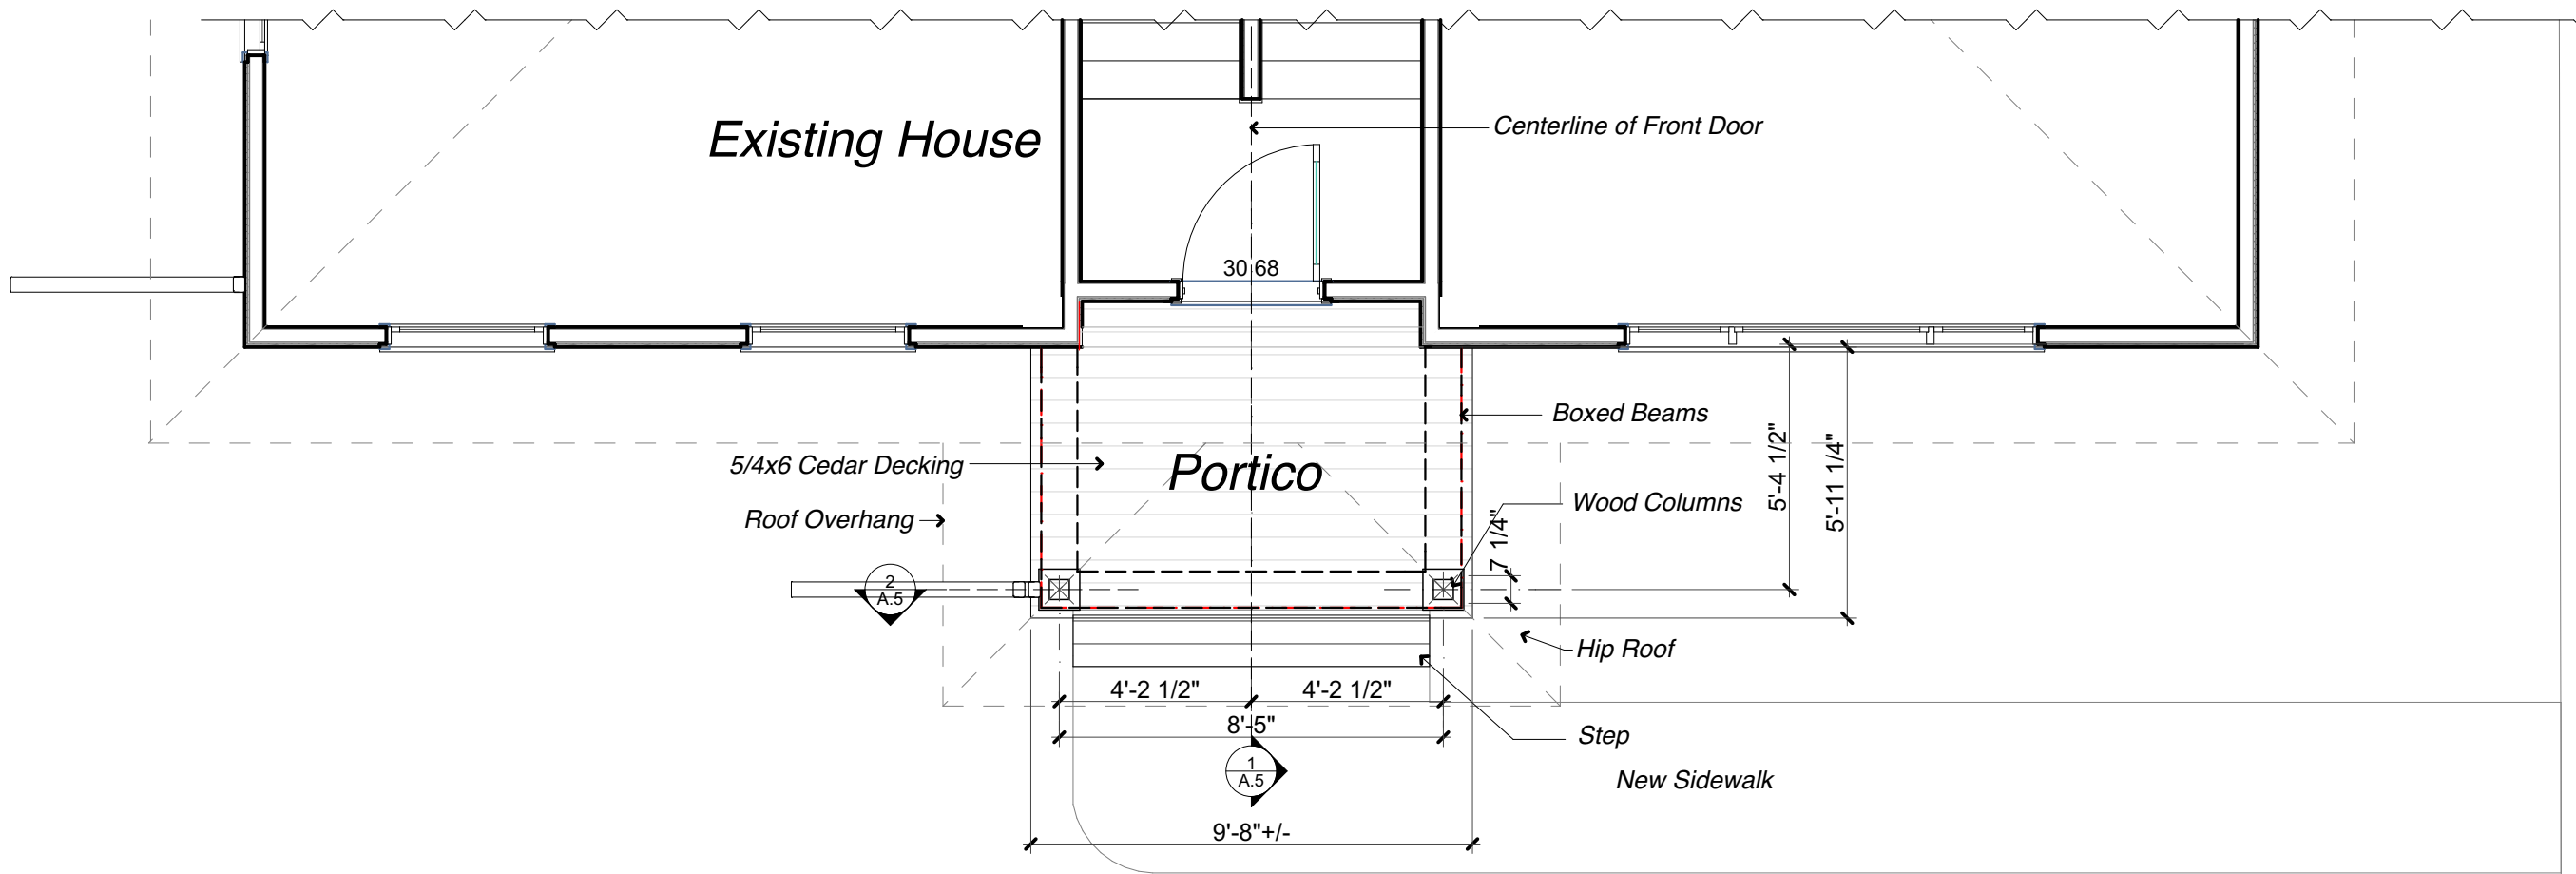 Existing House
Centerline of Front Door
30 68
Boxed Beams
5/4x6 Cedar Decking
Portico
Roof Overhang
Wood Columns
5'-4 1/2"
5'-11 1/4"
7 1/4"
2
A.5
Hip Roof
4'-2 1/2"
4'-2 1/2"
8'-5"
Step
1
A.5
New Sidewalk
9'-8"+/-